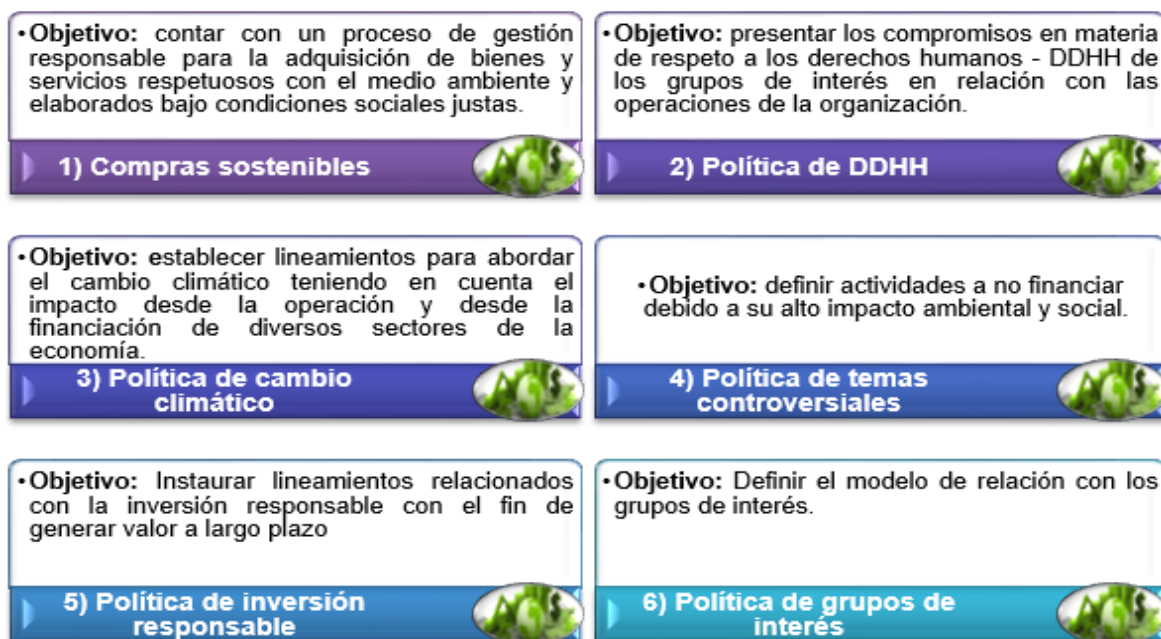 •Objetivo: contar con un proceso de gestión
responsable para la adquisición de bienes y
servicios respetuosos con el medio ambiente y
elaborados bajo condiciones sociales justas.
1) Compras sostenibles
•Objetivo: presentar los compromisos en materia
de respeto a los derechos humanos - DDHH de
los grupos de interés en relación con las
operaciones de la organización.
2) Política de DDHH
•Objetivo: establecer lineamientos para abordar
el cambio climático teniendo en cuenta el
impacto desde la operación y desde la
financiación de diversos sectores de la
economía.
3) Política de cambio
climático
•Objetivo: definir actividades a no financiar
debido a su alto impacto ambiental y social.
4) Política de temas
controversiales
•Objetivo: Instaurar lineamientos relacionados
con la inversión responsable con el fin de
generar valor a largo plazo
5) Política de inversión
responsable
•Objetivo: Definir el modelo de relación con los
grupos de interés.
6) Política de grupos de
interés